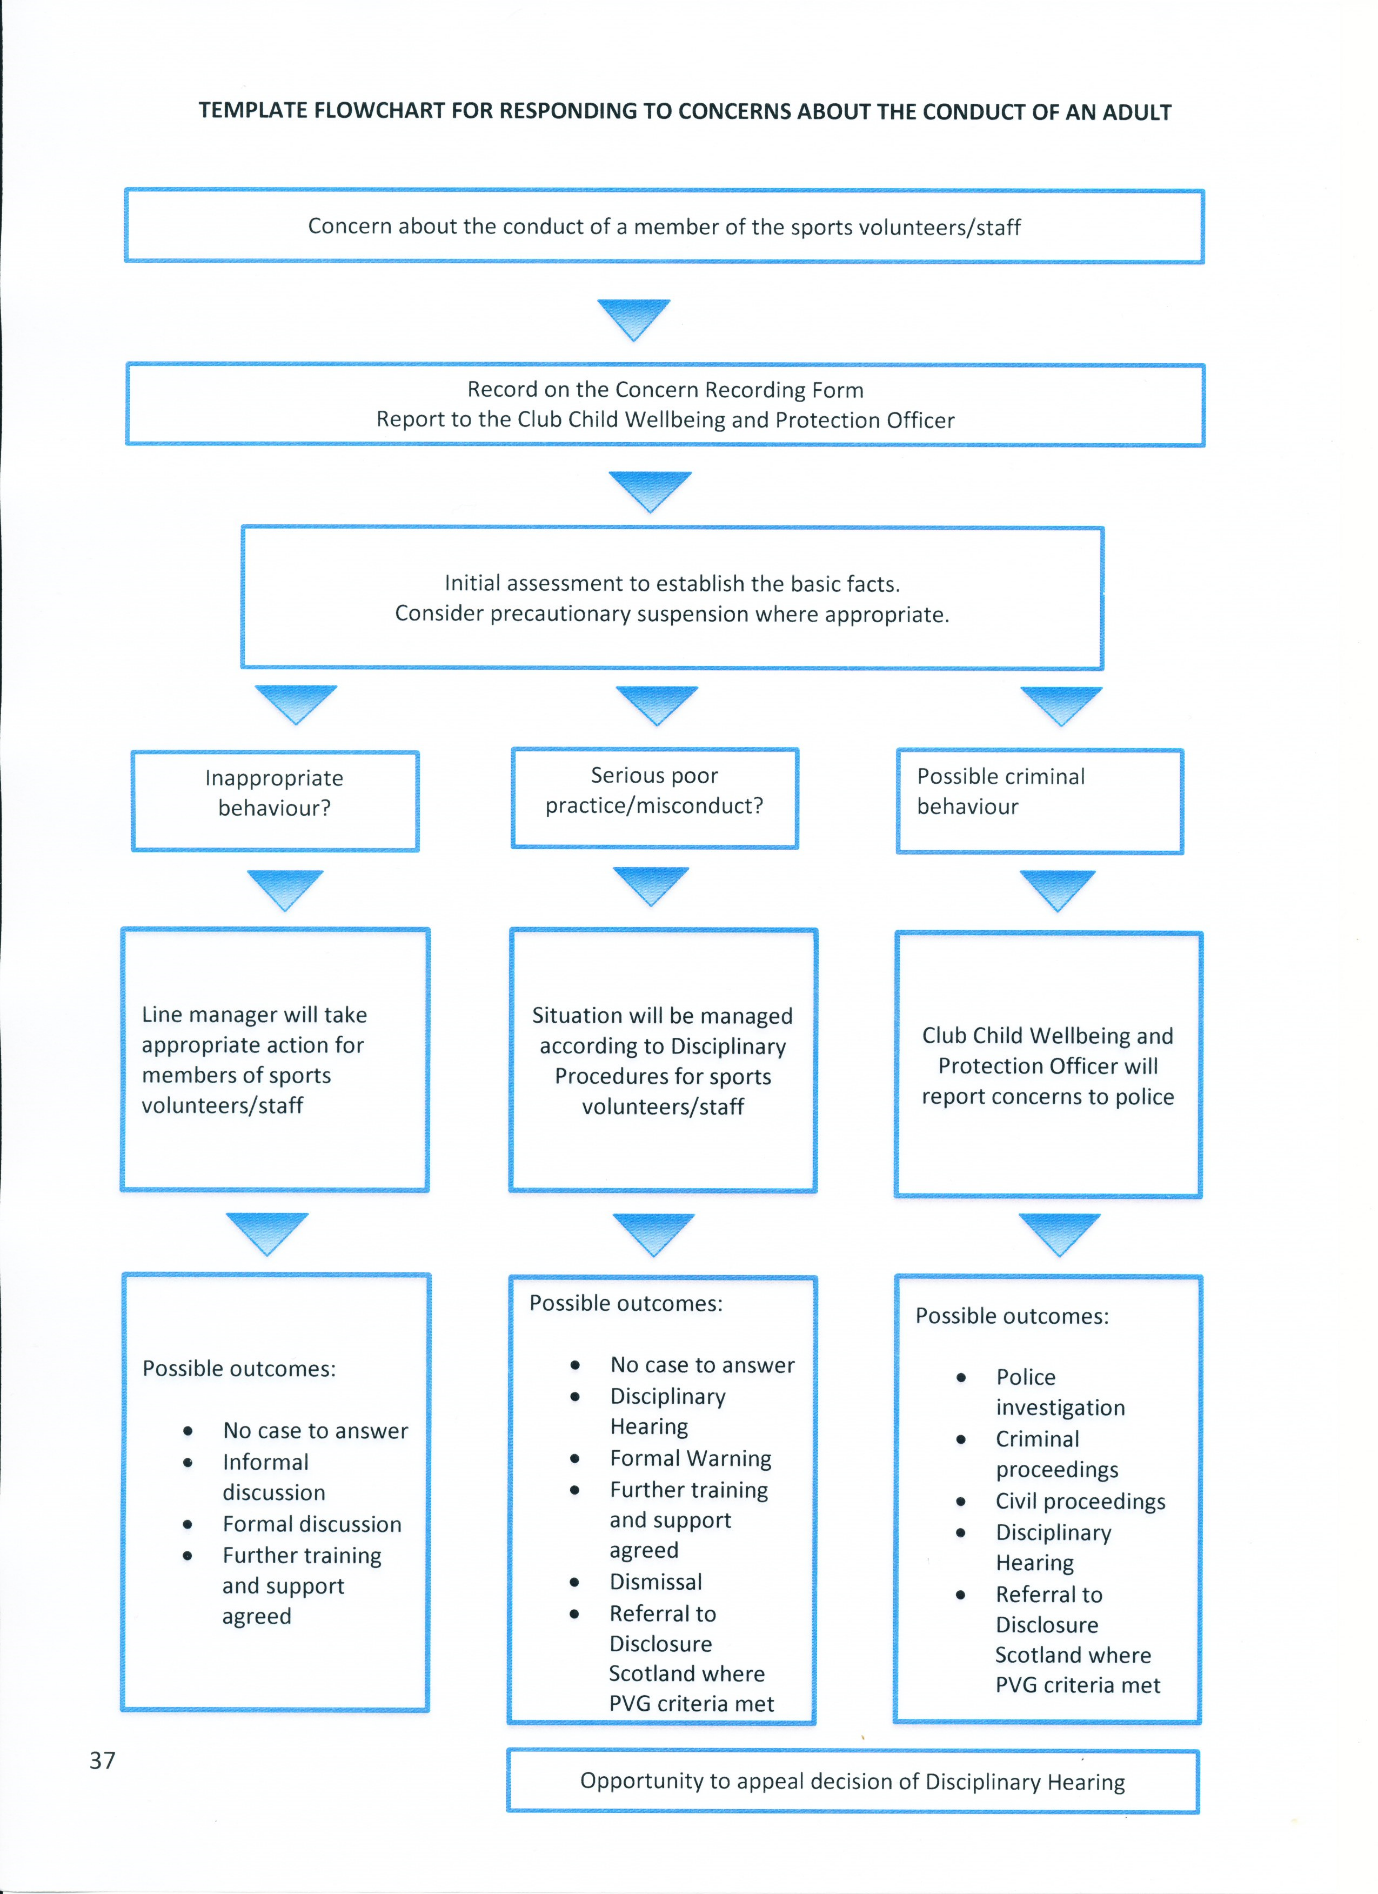 TEMPLATE FLOWCHART FOR RESPONDING TO CONCERNS ABOUT THE CONDUCT OF AN ADULT
Concern about the conduct of a member of the sports volunteers/staff
Record on the Concern Recording Form
Report to the Club Child Wellbeing and Protection Officer
Initial assessment to establish the basic facts.
Consider precautionary suspension where appropriate.
Inappropriate
behaviour?
Serious poor
practice/misconduct?
Possible criminal
behaviour
Line manager will take
appropriate action for
members of sports
volunteers/staff
Situation will be managed
according to Disciplinary
Procedures for sports
volunteers/staff
Club Child Wellbeing and
Protection Officer will
report concerns to police
Possible outcomes:
• No case to answer
• Informal
discussion
• Formal discussion
• Further training
and support
agreed
Possible outcomes:
• No case to answer
• Disciplinary
Hearing
• Formal Warning
• Further training
and support
agreed
• Dismissal
• Referral to
Disclosure
Scotland where
PVG criteria met
Possible outcomes:
• Police
investigation
• Criminal
proceedings
• Civil proceedings
• Disciplinary
Hearing
• Referral to
Disclosure
Scotland where
PVG criteria met
37
Opportunity to appeal decision of Disciplinary Hearing